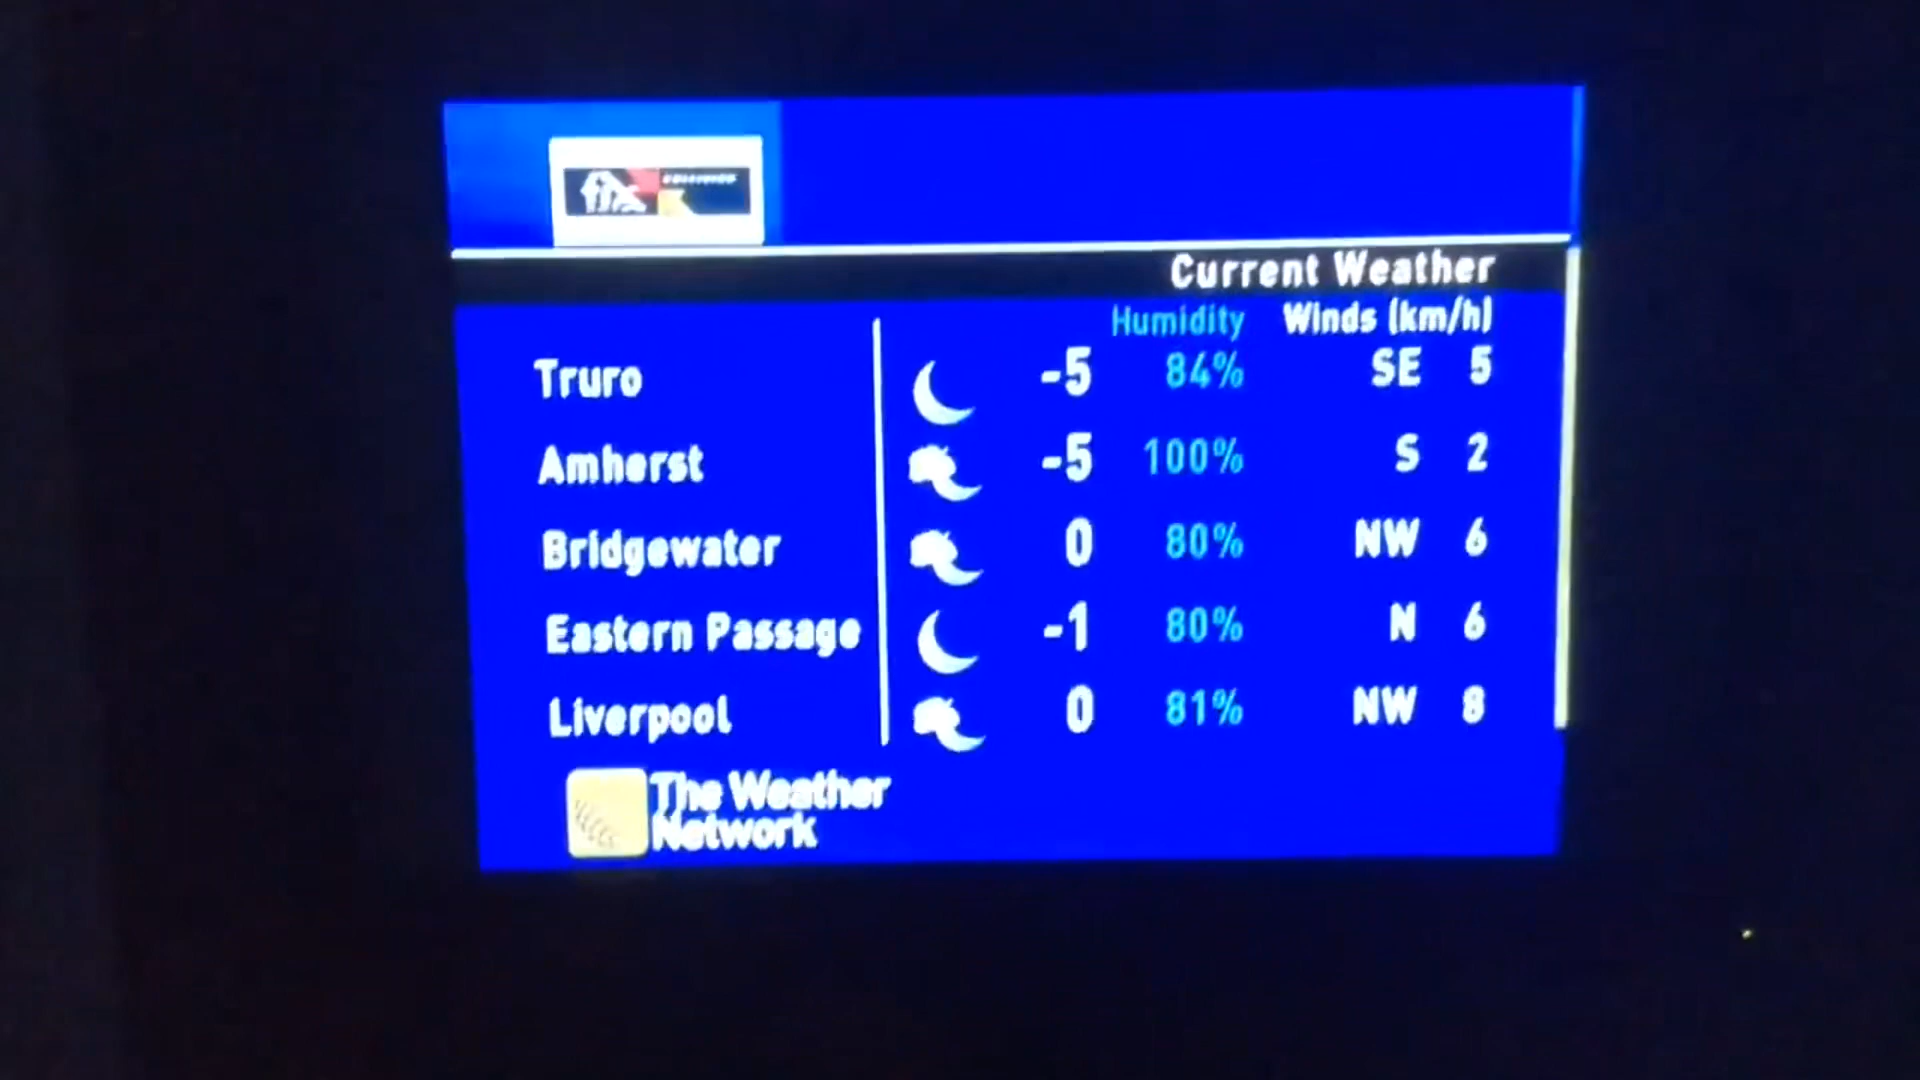 Current Weather
Humidity Winds (km/h)
Truro -5 84% SE 5
Amherst -5 100% S 2
Bridgewater 0 80% NW 6
Eastern Passage -1 80% N 6
Liverpool 0 81% NW 8
The Weather
Network